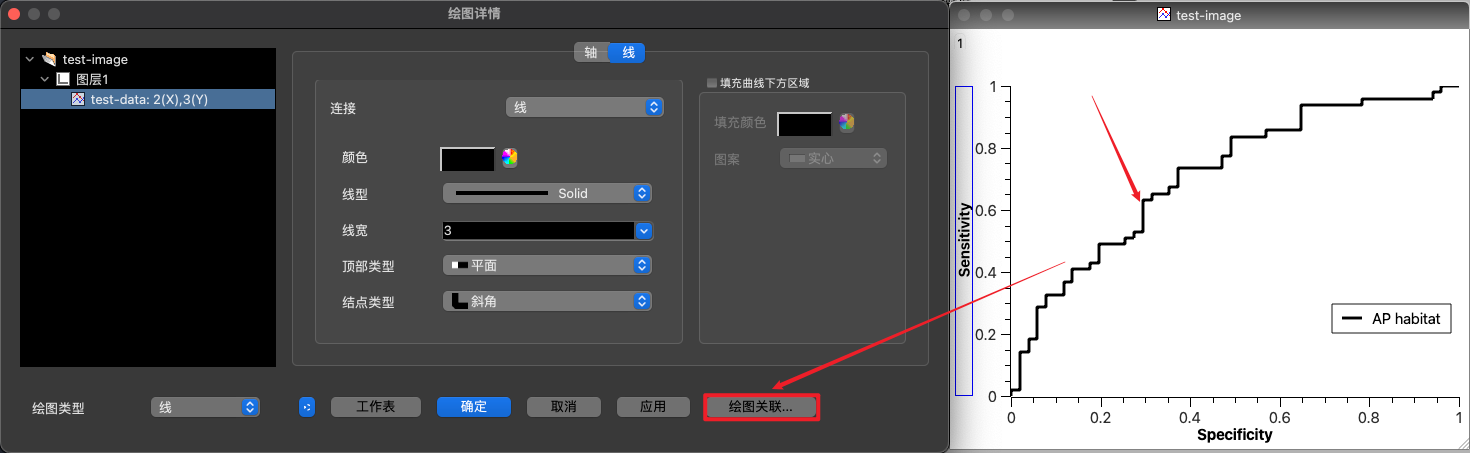 绘图详情
test-image
图层1
test-data: 2(X),3(Y)
轴 线
连接 线
颜色
线型 Solid
线宽 3
顶部类型 平面
结点类型 斜角
填充曲线下方区域
填充颜色
图案 实心
绘图类型 线
工作表 确定 取消 应用 绘图关联...
test-image
1
1
0.8
0.6
0.4
0.2
0
Sensitivity
AP habitat
0 0.2 0.4 0.6 0.8 1
Specificity